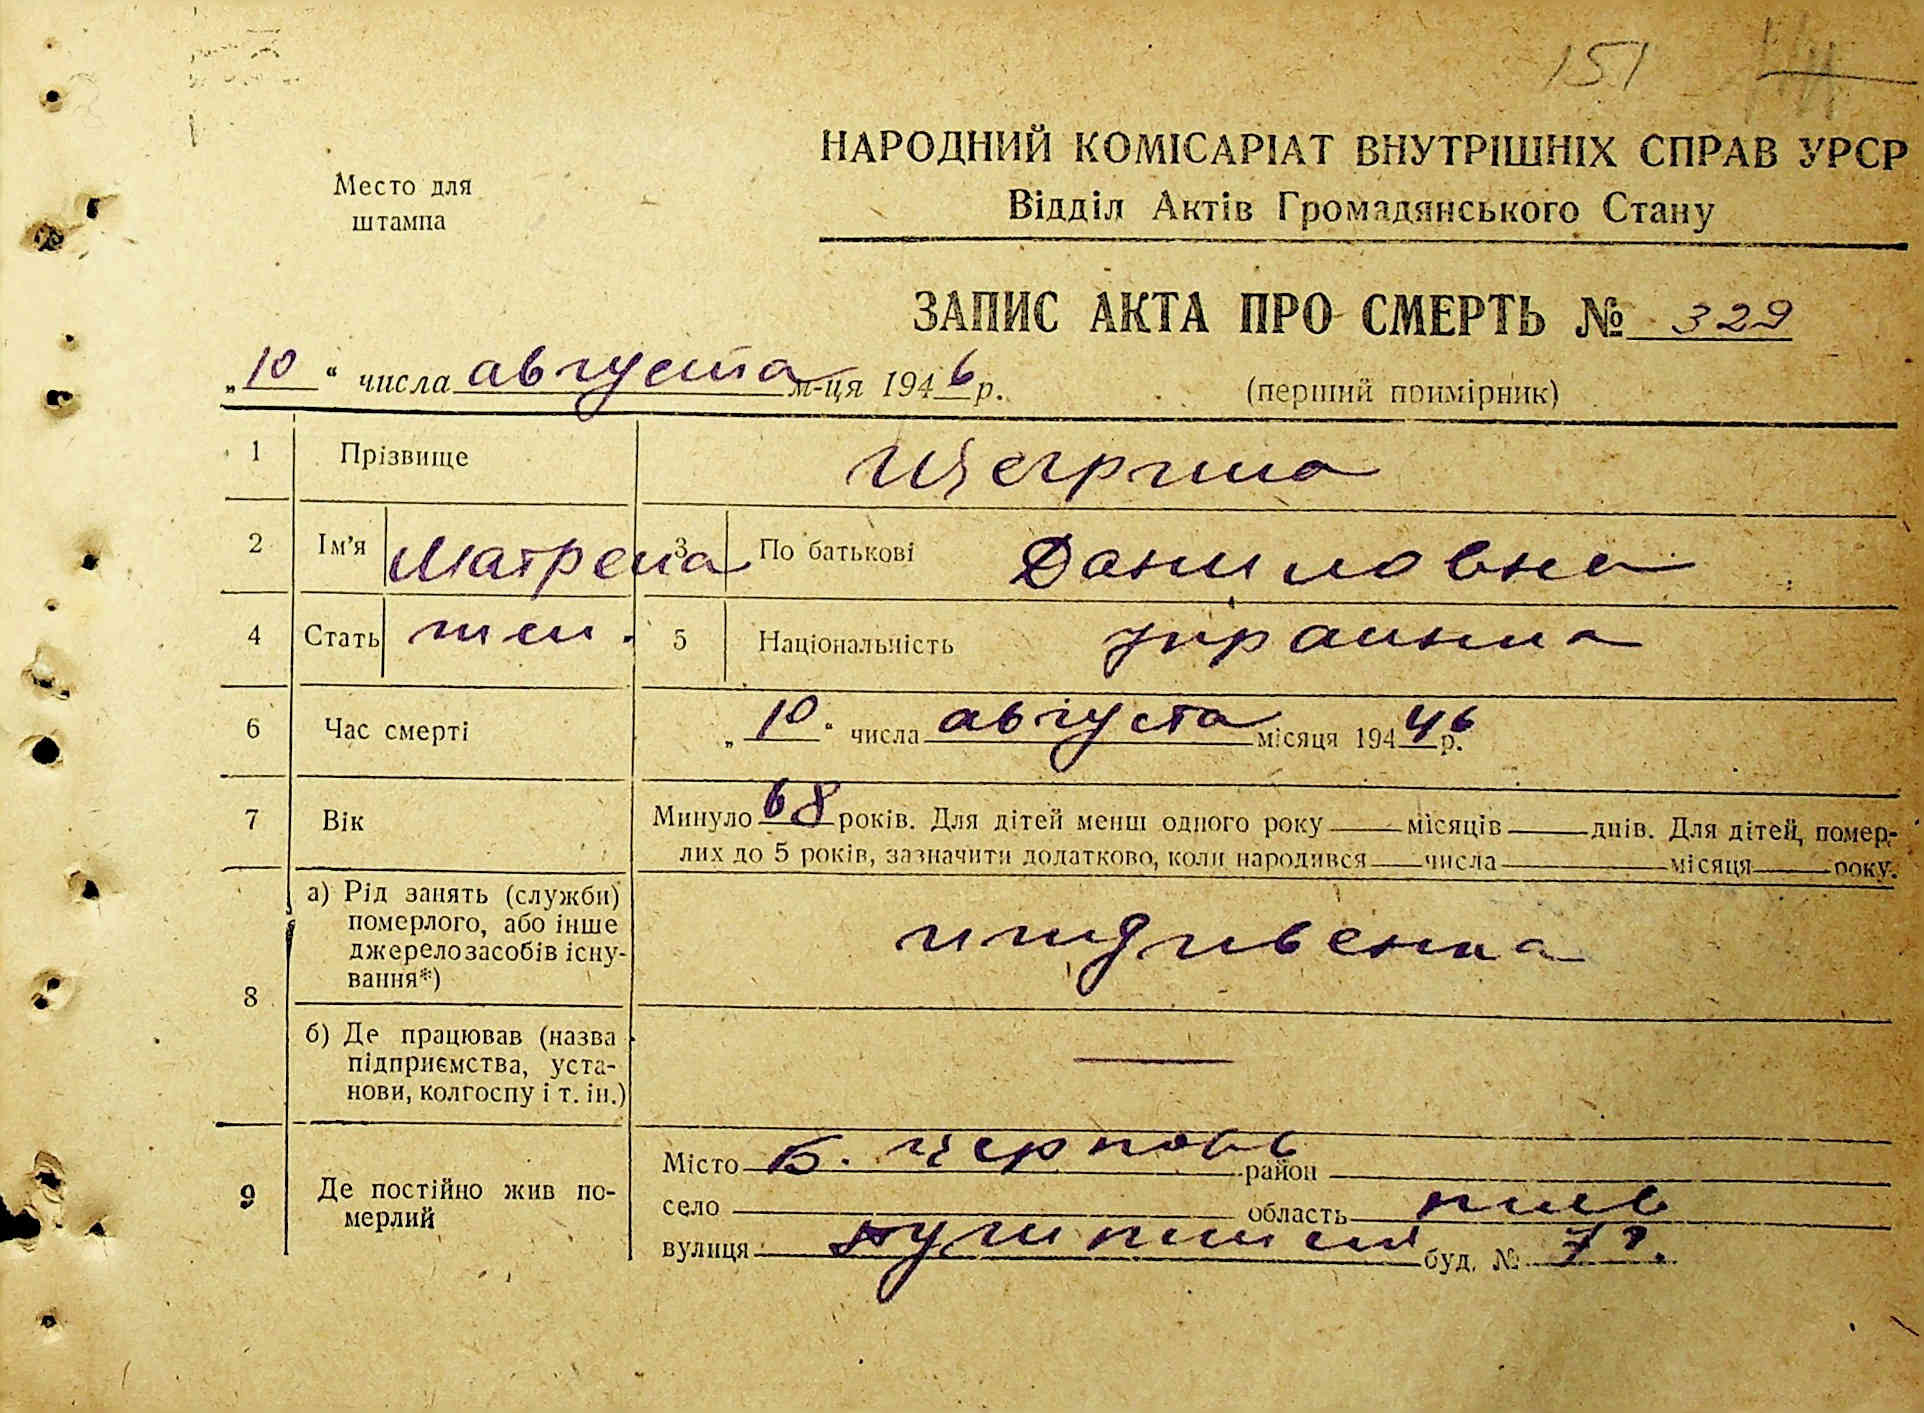 151
Место для
штампа
НАРОДНИЙ КОМІСАРІАТ ВНУТРІШНІХ СПРАВ УРСР
Відділ Актів Громадянського Стану
ЗАПИС АКТА ПРО СМЕРТЬ № 329
„10“ числа августа м-ця 1946 р.
(перший примірник)
1 Прізвище
2 Ім'я Матрена 3 По батькові Даниловна
4 Стать жен. 5 Національність украинка
6 Час смерті „10“ числа августа місяця 19446 р.
7 Вік Минуло 68 років. Для дітей менш одного року місяців днів. Для дітей, помер-
лих до 5 років, зазначити додатково, коли народився числа місяця року.
8 а) Рід занять (служби)
померлого, або інше
джерело засобів існу-
вання*)
иждивенка
б) Де працював (назва
підприємства, уста-
нови, колгоспу і т. ін.)
9 Де постійно жив по-
мерлий
Місто Б. Церковь район
село область киев
вулиця буд. №